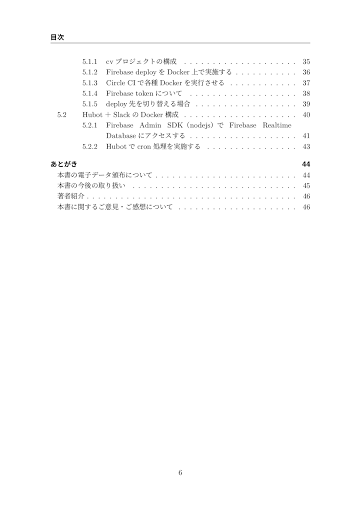 目次
5.1.1 cv プロジェクトの構成 . . . . . . . . . . . . . . . . . . . . 35
5.1.2 Firebase deploy を Docker 上で実施する . . . . . . . . . . . 36
5.1.3 Circle CI で各種 Docker を実行させる . . . . . . . . . . . . 37
5.1.4 Firebase token について . . . . . . . . . . . . . . . . . . . 38
5.1.5 deploy 先を切り替える場合 . . . . . . . . . . . . . . . . . . 39
5.2 Hubot + Slack の Docker 構成 . . . . . . . . . . . . . . . . . . . . 40
5.2.1 Firebase Admin SDK (nodejs) で Firebase Realtime
Database にアクセスする . . . . . . . . . . . . . . . . . . . 41
5.2.2 Hubot で cron 処理を実施する . . . . . . . . . . . . . . . . 43
あとがき 44
本書の電子データ頒布について . . . . . . . . . . . . . . . . . . . . . . . . . 44
本書の今後の取り扱い . . . . . . . . . . . . . . . . . . . . . . . . . . . . . 45
著者紹介 . . . . . . . . . . . . . . . . . . . . . . . . . . . . . . . . . . . . . 46
本書に関するご意見・ご感想について . . . . . . . . . . . . . . . . . . . . . 46
6